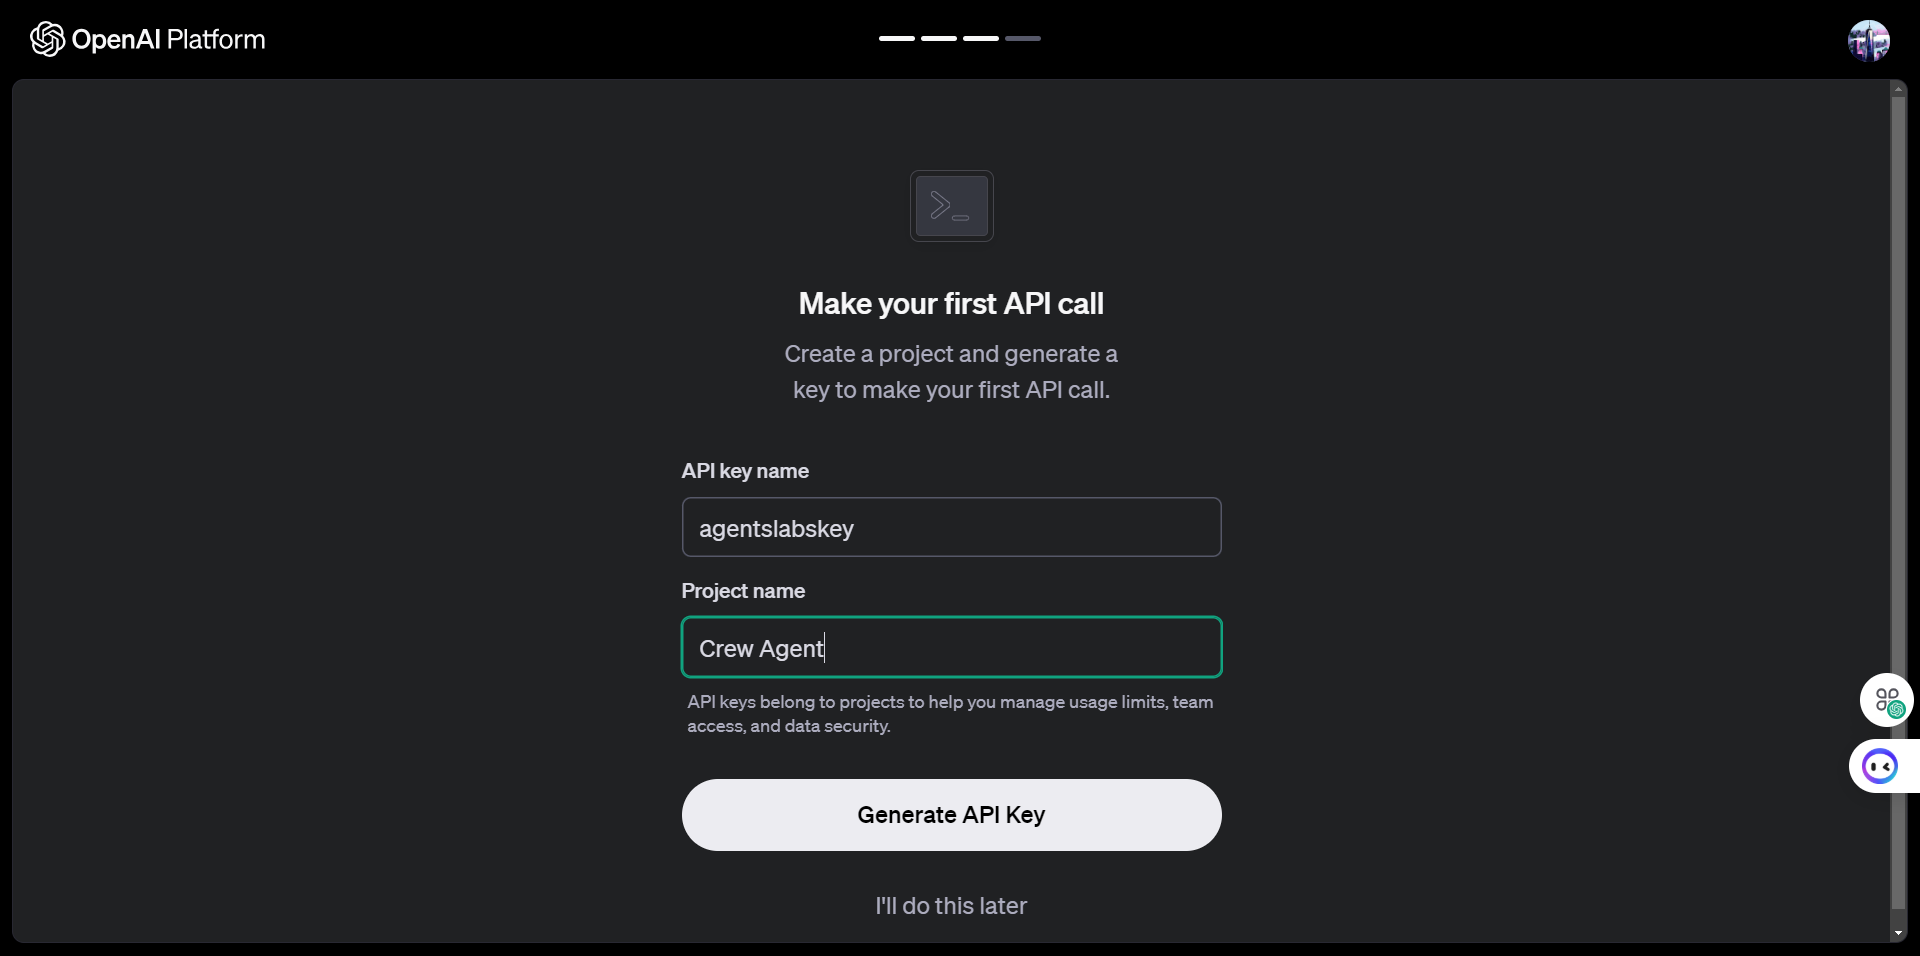 OpenAI Platform
Make your first API call
Create a project and generate a
key to make your first API call.
API key name
agentslabskey
Project name
Crew Agent
API keys belong to projects to help you manage usage limits, team
access, and data security.
Generate API Key
I'll do this later